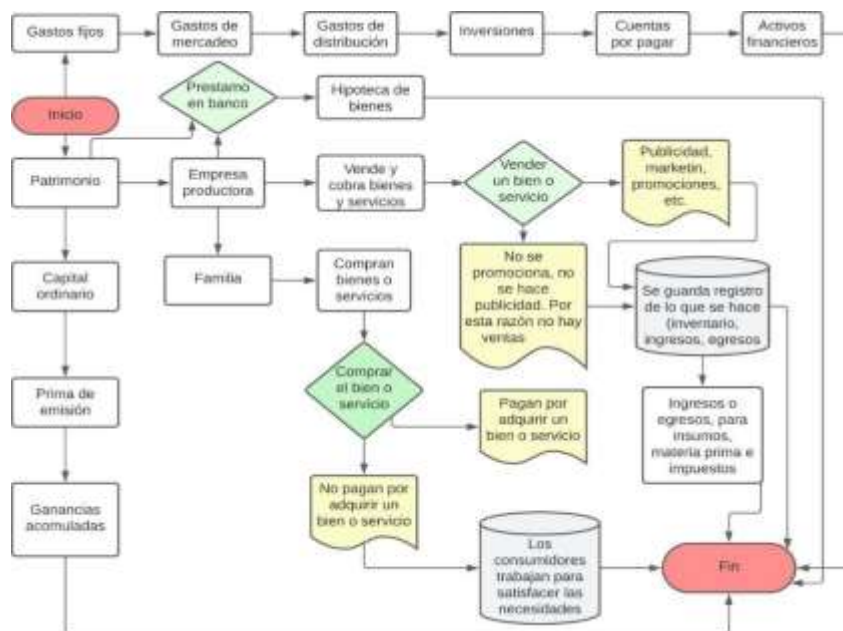 Gastos fijos
Gastos de
mercadeo
Gastos de
distribución
Inversiones
Cuentas
por pagar
Activos
financieros
Prestamo
en banco
Hipoteca de
bienes
Inicio
Patrimonio
Empresa
productora
Vende y
cobra bienes
y servicios
Vender
un bien o
servicio
Publicidad,
marketin,
promociones,
etc.
Capital
ordinario
Familia
Compran
bienes o
servicios
No se
promociona, no
se hace
publicidad. Por
esta razón no hay
ventas
Se guarda registro
de lo que se hace
(inventario,
ingresos, egresos
Prima de
emisión
Comprar
el bien o
servicio
Pagan por
adquirir un
bien o servicio
Ingresos o
egresos, para
insumos,
materia prima e
impuestos
Ganancias
acomuladas
No pagan por
adquirir un
bien o servicio
Los
consumidores
trabajan para
satisfacer las
necesidades
Fin